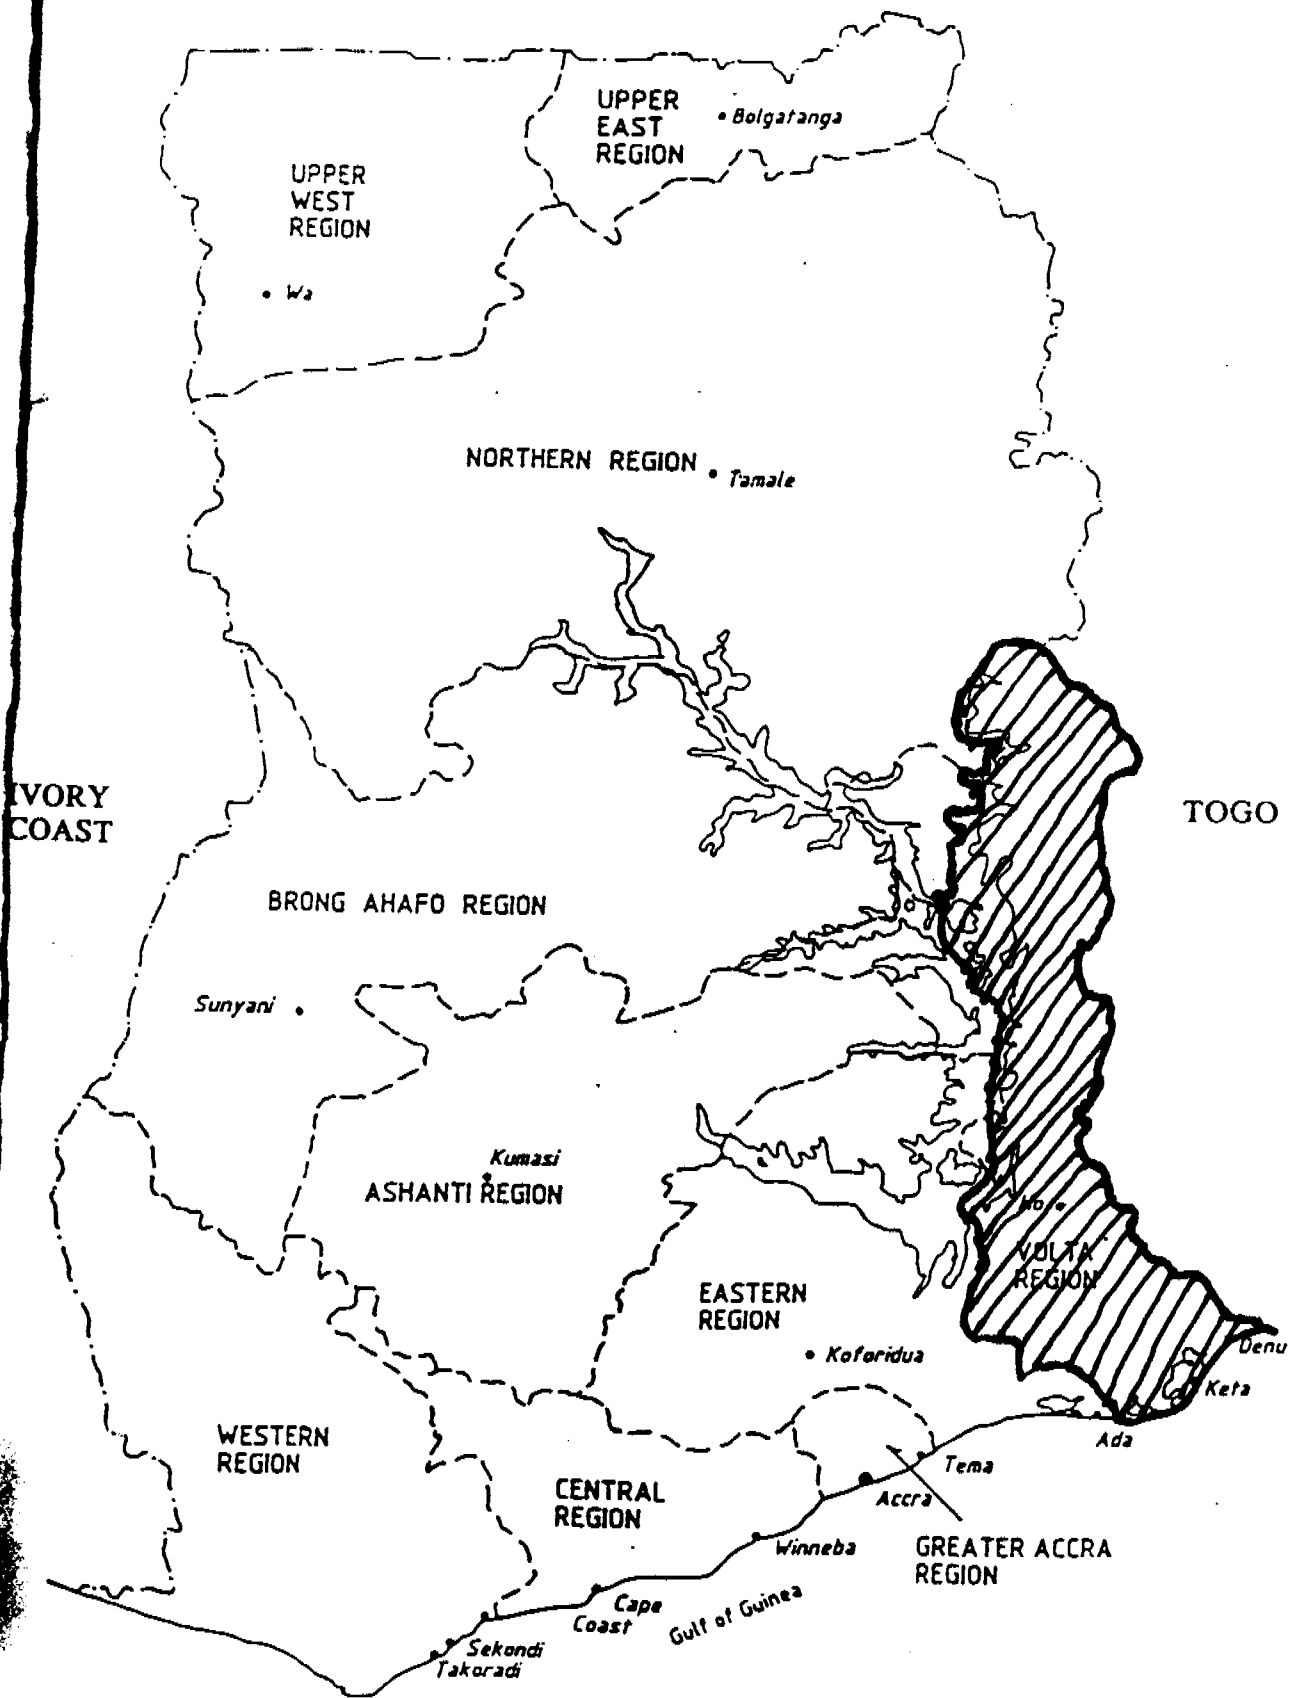 UPPER
EAST
REGION
Bolgatanga
UPPER
WEST
REGION
Wa
NORTHERN REGION
Tamale
IVORY
COAST
TOGO
BRONG AHAFO REGION
Sunyani
Kumasi
ASHANTI REGION
Ho
VOLTA
REGION
EASTERN
REGION
Koforidua
Denu
Keta
Ada
WESTERN
REGION
Tema
CENTRAL
REGION
Accra
Winneba
GREATER ACCRA
REGION
Cape
Coast
Gulf of Guinea
Sekondi
Takoradi